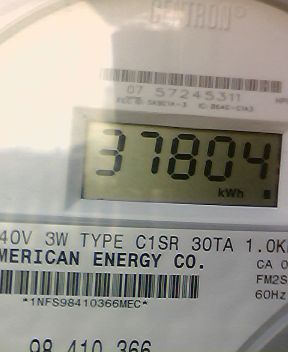 CENTRON®
07 57245311
37804
kWh
40V 3W TYPE C1SR 30TA 1.0K
MERICAN ENERGY CO.
CA 0
FM2S
60Hz
*1NFS98410366MEC*
98 410 366